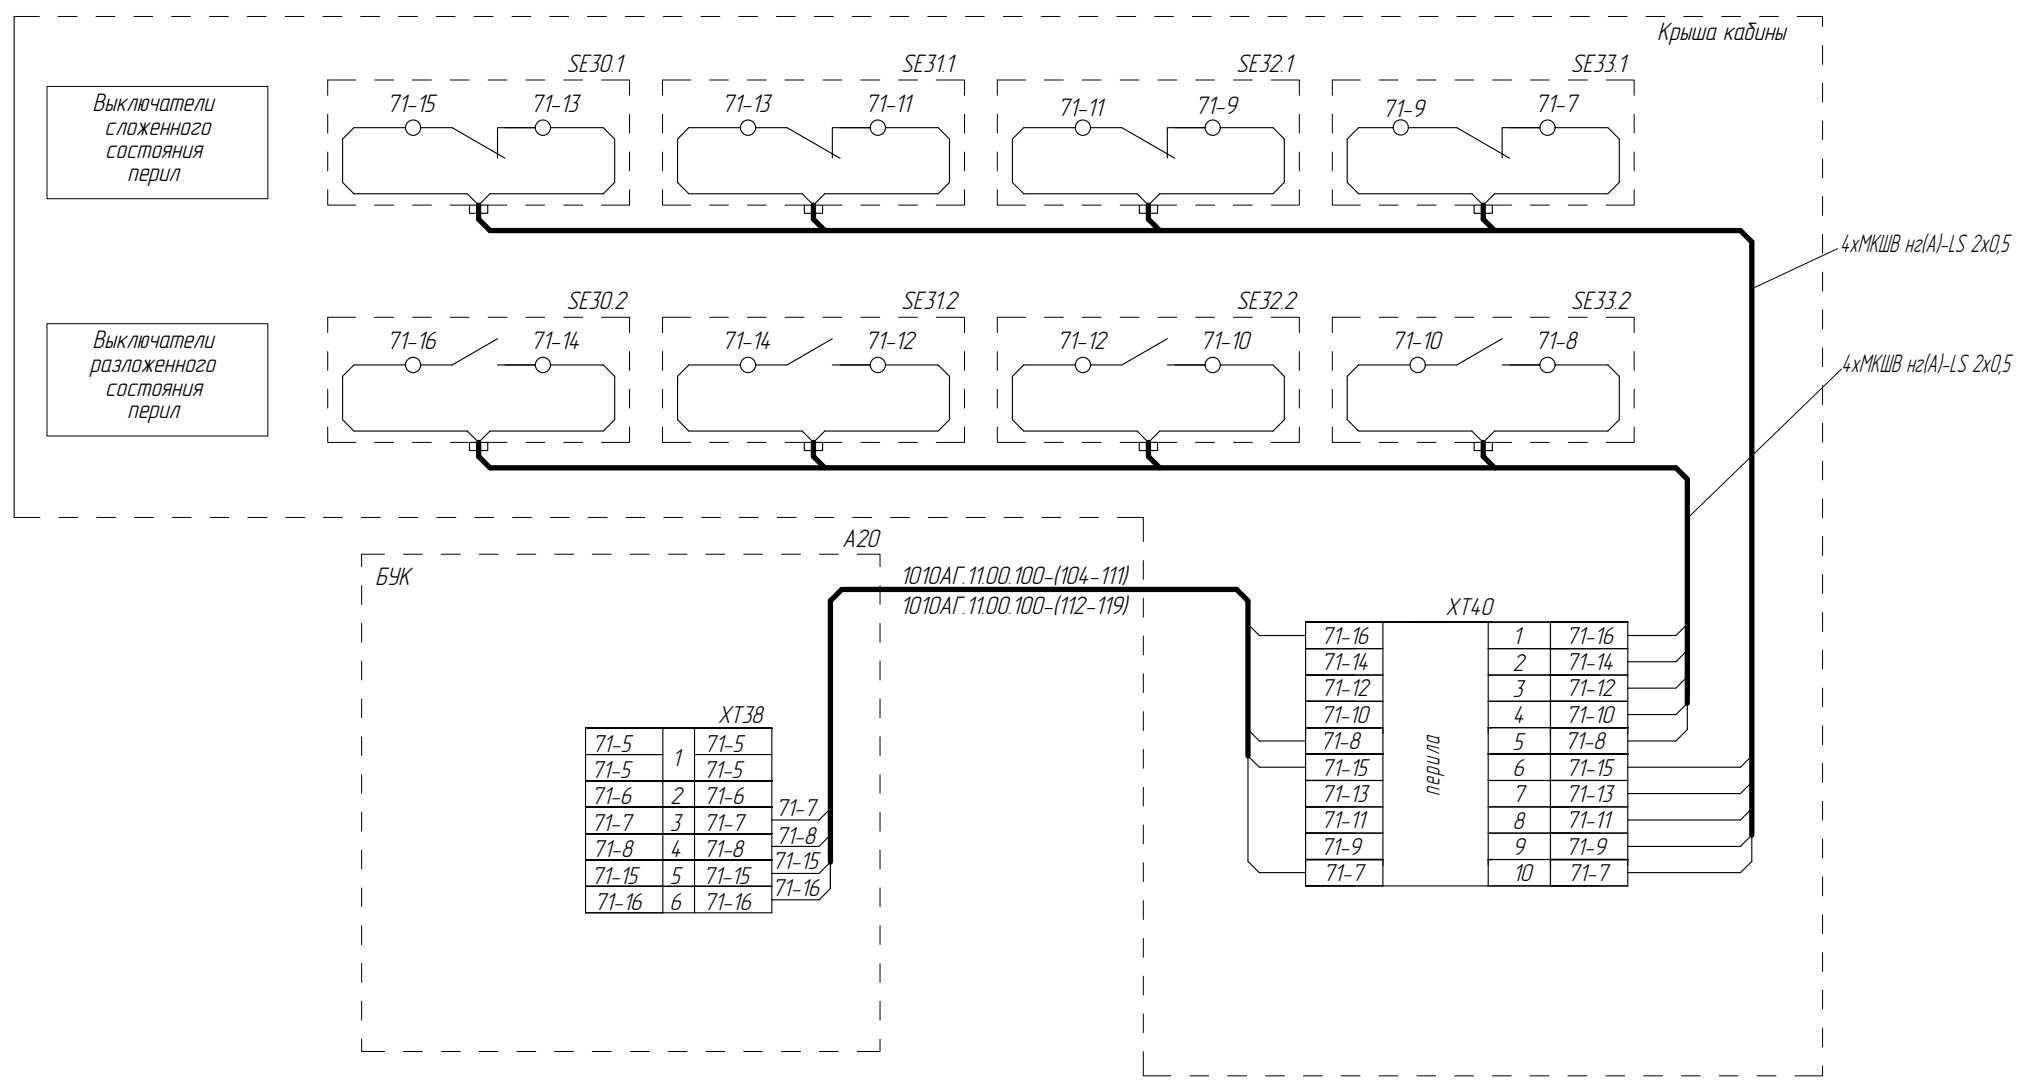 Крыша кабины
SE30.1
SE31.1
SE32.1
SE33.1
Выключатели
сложенного
состояния
перил
71-15
71-13
71-13
71-11
71-11
71-9
71-9
71-7
4хМКШВ нг(А)-LS 2х0,5
SE30.2
SE31.2
SE32.2
SE33.2
Выключатели
разложенного
состояния
перил
71-16
71-14
71-14
71-12
71-12
71-10
71-10
71-8
4хМКШВ нг(А)-LS 2х0,5
А20
БУК
1010АГ.11.00.100-(104-111)
1010АГ.11.00.100-(112-119)
XT38
71-5 1 71-5
71-5 71-5
71-6 2 71-6
71-7 3 71-7
71-8 4 71-8
71-15 5 71-15
71-16 6 71-16
71-7
71-8
71-15
71-16
XT40
перила
71-16 1 71-16
71-14 2 71-14
71-12 3 71-12
71-10 4 71-10
71-8 5 71-8
71-15 6 71-15
71-13 7 71-13
71-11 8 71-11
71-9 9 71-9
71-7 10 71-7